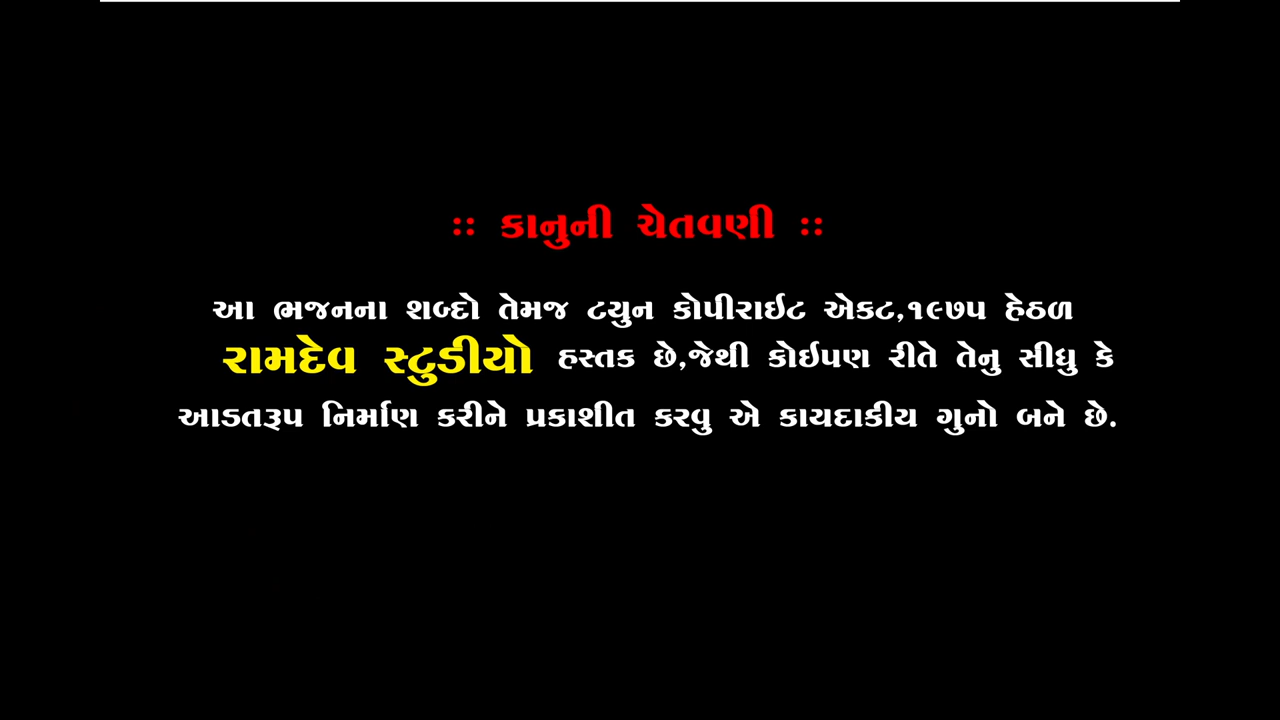 :: કાનુની ચેતવણી ::
આ ભજનના શબ્દો તેમજ ટયુન કોપીરાઈટ એકટ,૧૯૭૫ હેઠળ
રામદેવ સ્ટુડીયો હસ્તક છે,જેથી કોઈપણ રીતે તેનુ સીધુ કે
આડતરૂપ નિર્માણ કરીને પ્રકાશીત કરવુ એ કાયદાકીય ગુનો બને છે.